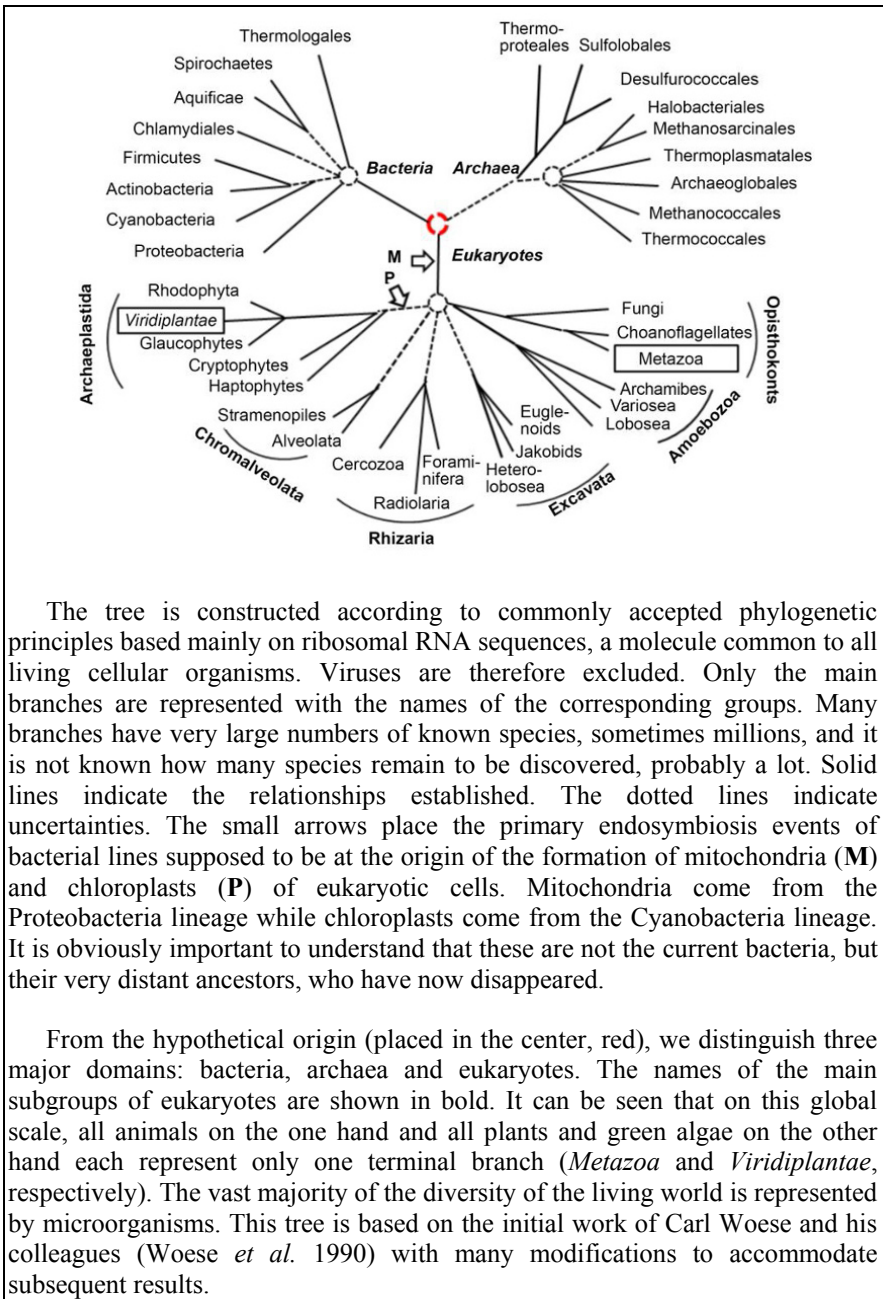 Thermologales
Spirochaetes
Aquificae
Chlamydiales
Firmicutes
Actinobacteria
Cyanobacteria
Proteobacteria
Bacteria
Archaea
Thermo-
proteales
Sulfolobales
Desulfurococcales
Halobacteriales
Methanosarcinales
Thermoplasmatales
Archaeoglobales
Methanococcales
Thermococcales
M
P
Eukaryotes
Archaeplastida
Rhodophyta
Viridiplantae
Glaucophytes
Cryptophytes
Haptophytes
Stramenopiles
Alveolata
Chromalveolata
Cercozoa
Radiolaria
Forami-
nifera
Rhizaria
Hetero-
lobosea
Jakobids
Eugle-
noids
Excavata
Fungi
Choanoflagellates
Metazoa
Opisthokonts
Archamibes
Variosea
Lobosea
Amoebozoa
The tree is constructed according to commonly accepted phylogenetic
principles based mainly on ribosomal RNA sequences, a molecule common to all
living cellular organisms. Viruses are therefore excluded. Only the main
branches are represented with the names of the corresponding groups. Many
branches have very large numbers of known species, sometimes millions, and it
is not known how many species remain to be discovered, probably a lot. Solid
lines indicate the relationships established. The dotted lines indicate
uncertainties. The small arrows place the primary endosymbiosis events of
bacterial lines supposed to be at the origin of the formation of mitochondria (M)
and chloroplasts (P) of eukaryotic cells. Mitochondria come from the
Proteobacteria lineage while chloroplasts come from the Cyanobacteria lineage.
It is obviously important to understand that these are not the current bacteria, but
their very distant ancestors, who have now disappeared.
From the hypothetical origin (placed in the center, red), we distinguish three
major domains: bacteria, archaea and eukaryotes. The names of the main
subgroups of eukaryotes are shown in bold. It can be seen that on this global
scale, all animals on the one hand and all plants and green algae on the other
hand each represent only one terminal branch (Metazoa and Viridiplantae,
respectively). The vast majority of the diversity of the living world is represented
by microorganisms. This tree is based on the initial work of Carl Woese and his
colleagues (Woese et al. 1990) with many modifications to accommodate
subsequent results.